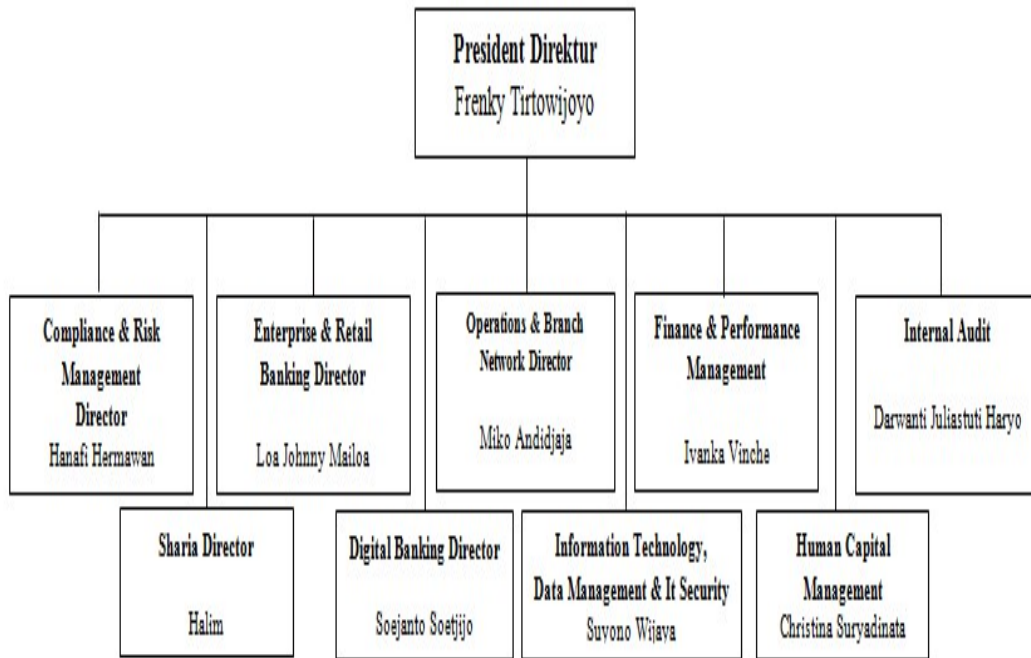 President Direktur
Frenky Tirtowijoyo
Compliance & Risk
Management
Director
Hanafi Hermawan
Enterprise & Retail
Banking Director
Loa Johnny Mailoa
Operations & Branch
Network Director
Miko Andidjaja
Finance & Performance
Management
Ivanka Vinche
Internal Audit
Darwanti Juliastuti Haryo
Sharia Director
Halim
Digital Banking Director
Soejanto Soetjijo
Information Technology,
Data Management & It Security
Suyono Wijaya
Human Capital
Management
Christina Suryadinata